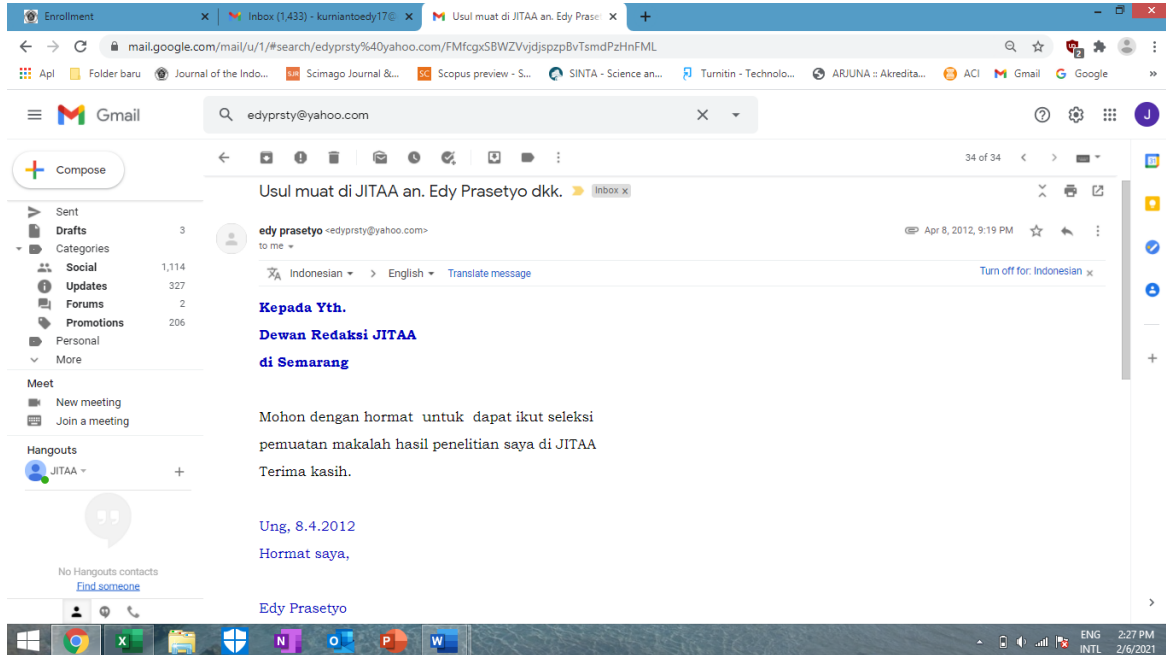 Enrollment
Inbox (1,433) - kurniantoedy17@
Usul muat di JITAA an. Edy Praset
mail.google.com/mail/u/1/#search/edyprsty%40yahoo.com/FMfcgxSBWZVvjdjspzpBvTsmdPzHnFML
Apl
Folder baru
Journal of the Indo...
Scimago Journal &...
Scopus preview - S...
SINTA - Science an...
Turnitin - Technolo...
ARJUNA :: Akredita...
ACI
Gmail
Google
Gmail
edyprsty@yahoo.com
J
Compose
34 of 34
Usul muat di JITAA an. Edy Prasetyo dkk.
Inbox x
Sent
Drafts 3
Categories
Social 1,114
Updates 327
Forums 2
Promotions 206
Personal
More
Meet
New meeting
Join a meeting
Hangouts
JITAA
No Hangouts contacts
Find someone
edy prasetyo <edyprsty@yahoo.com>
Apr 8, 2012, 9:19 PM
to me
Indonesian > English Translate message
Turn off for: Indonesian x
Kepada Yth.
Dewan Redaksi JITAA
di Semarang
Mohon dengan hormat untuk dapat ikut seleksi
pemuatan makalah hasil penelitian saya di JITAA
Terima kasih.
Ung, 8.4.2012
Hormat saya,
Edy Prasetyo
ENG
INTL
2:27 PM
2/6/2021